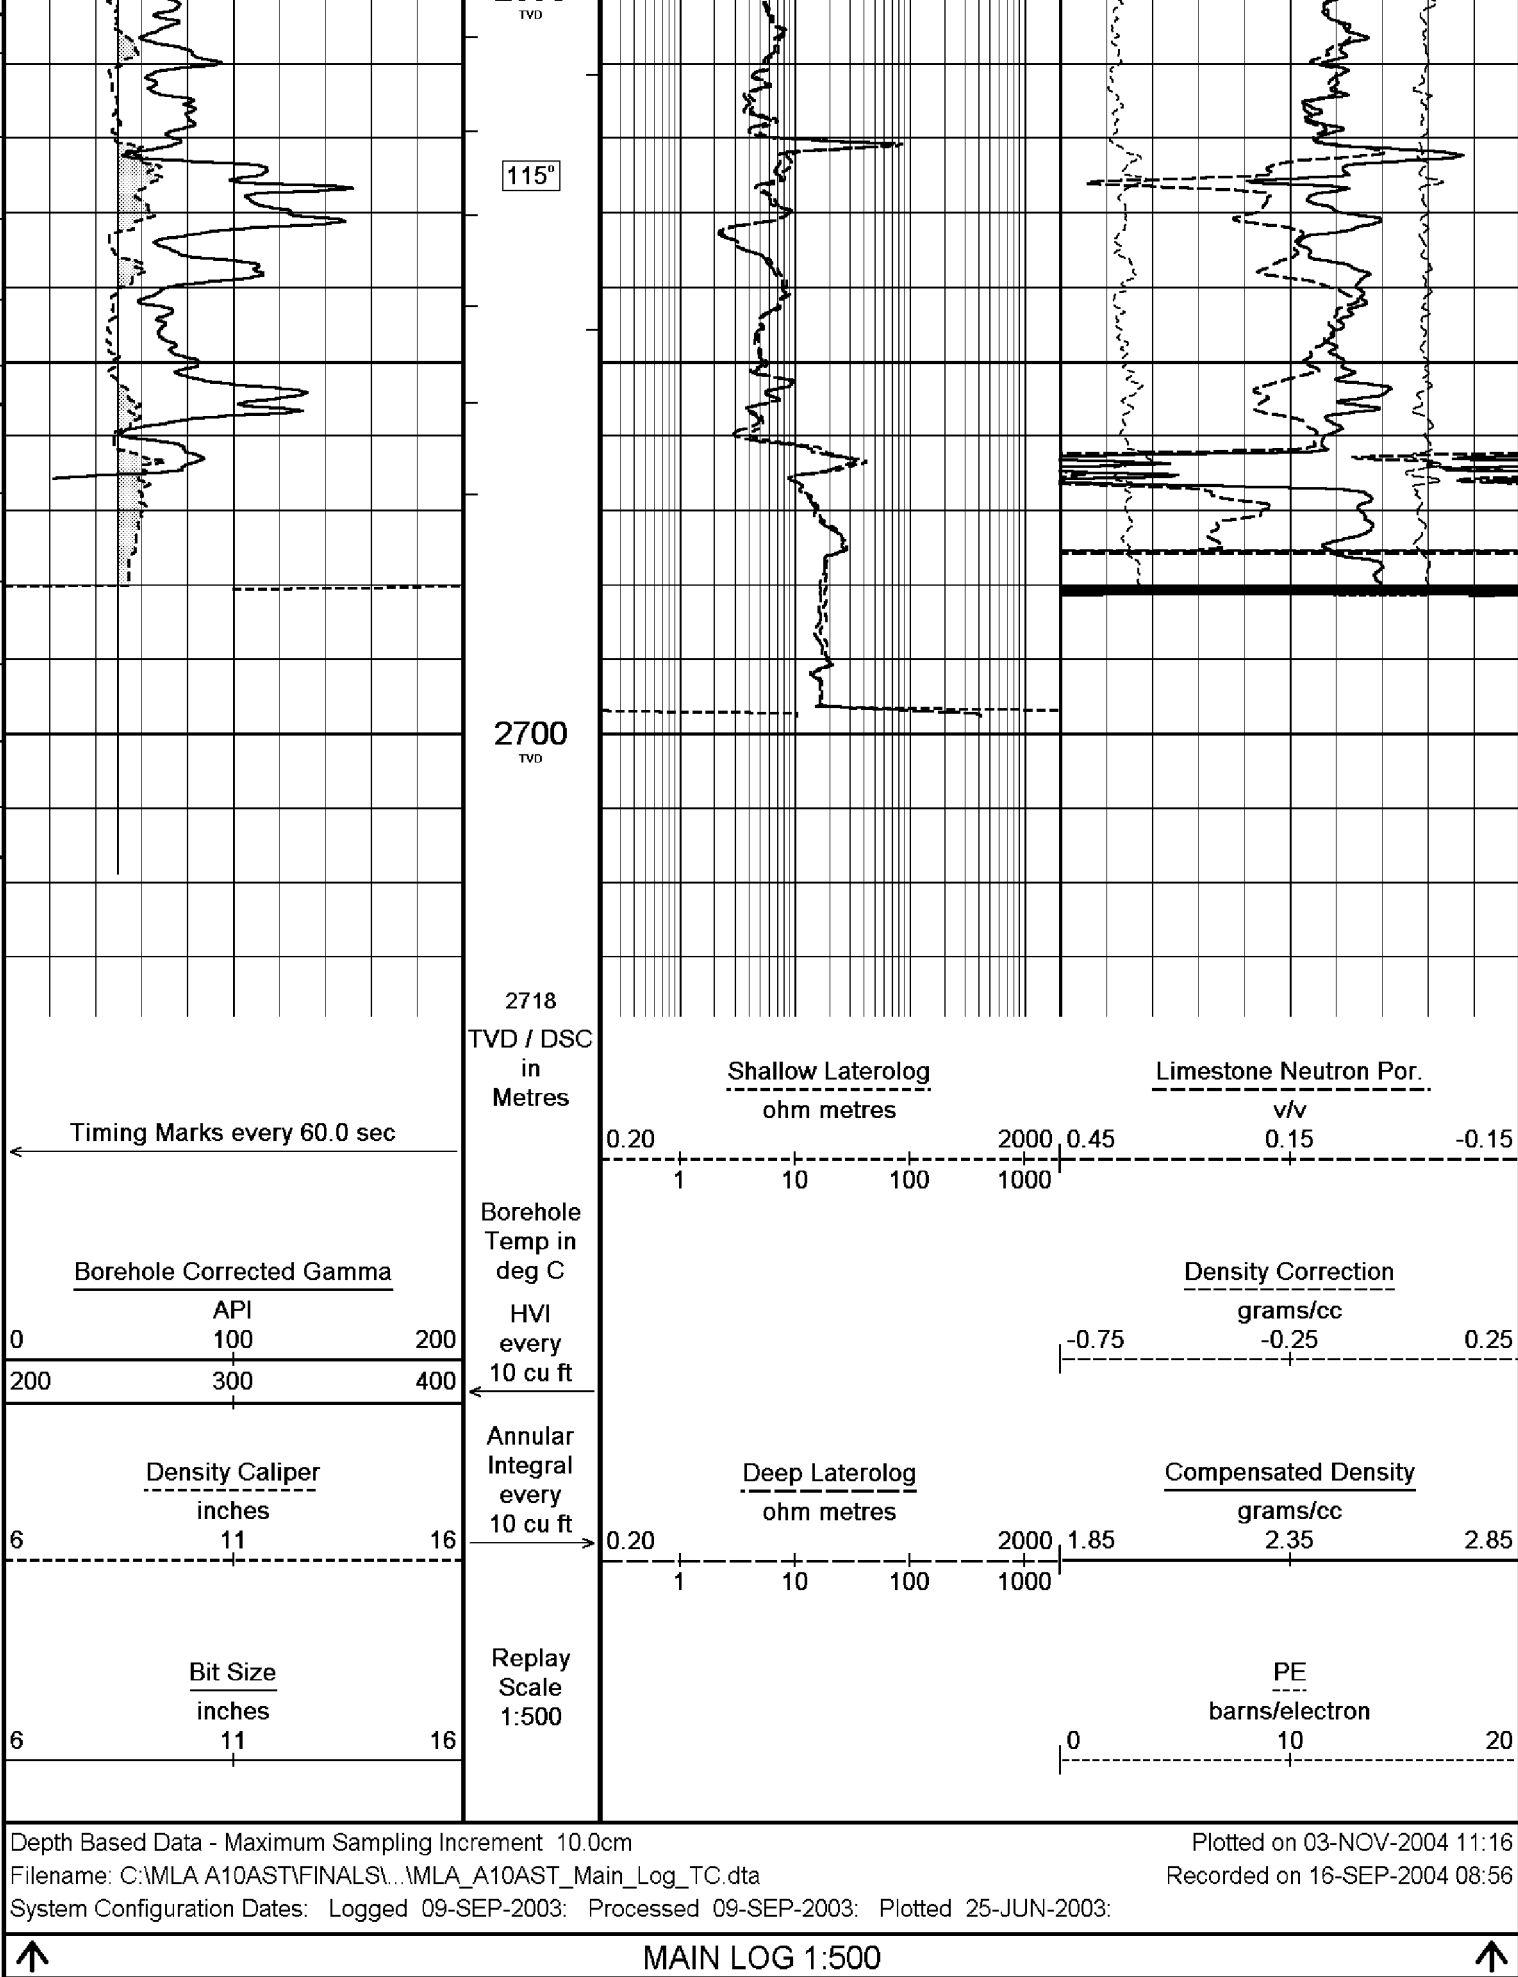 TVD
115°
2700
TVD
2718
TVD / DSC
in
Metres
Timing Marks every 60.0 sec
Borehole
Temp in
deg C
HVI
every
10 cu ft
Annular
Integral
every
10 cu ft
Replay
Scale
1:500
Borehole Corrected Gamma
API
0 100 200
200 300 400
Density Caliper
inches
6 11 16
Bit Size
inches
6 11 16
Shallow Laterolog
ohm metres
0.20 2000
1 10 100 1000
Deep Laterolog
ohm metres
0.20 2000
1 10 100 1000
Limestone Neutron Por.
v/v
0.45 0.15 -0.15
Density Correction
grams/cc
-0.75 -0.25 0.25
Compensated Density
grams/cc
1.85 2.35 2.85
PE
barns/electron
0 10 20
Depth Based Data - Maximum Sampling Increment 10.0cm
Plotted on 03-NOV-2004 11:16
Filename: C:\MLA A10AST\FINALS\...\MLA_A10AST_Main_Log_TC.dta
Recorded on 16-SEP-2004 08:56
System Configuration Dates: Logged 09-SEP-2003: Processed 09-SEP-2003: Plotted 25-JUN-2003:
MAIN LOG 1:500